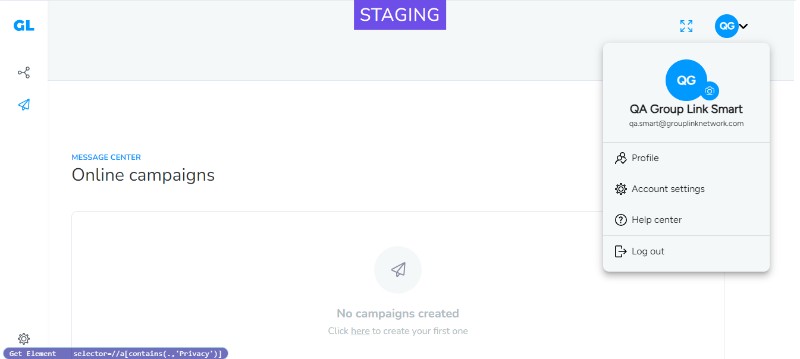 GL
STAGING
QG
QG
QA Group Link Smart
qa.smart@grouplinknetwork.com
Profile
Account settings
Help center
Log out
MESSAGE CENTER
Online campaigns
No campaigns created
Click here to create your first one
Get Element selector=//a[contains(.,'Privacy')]